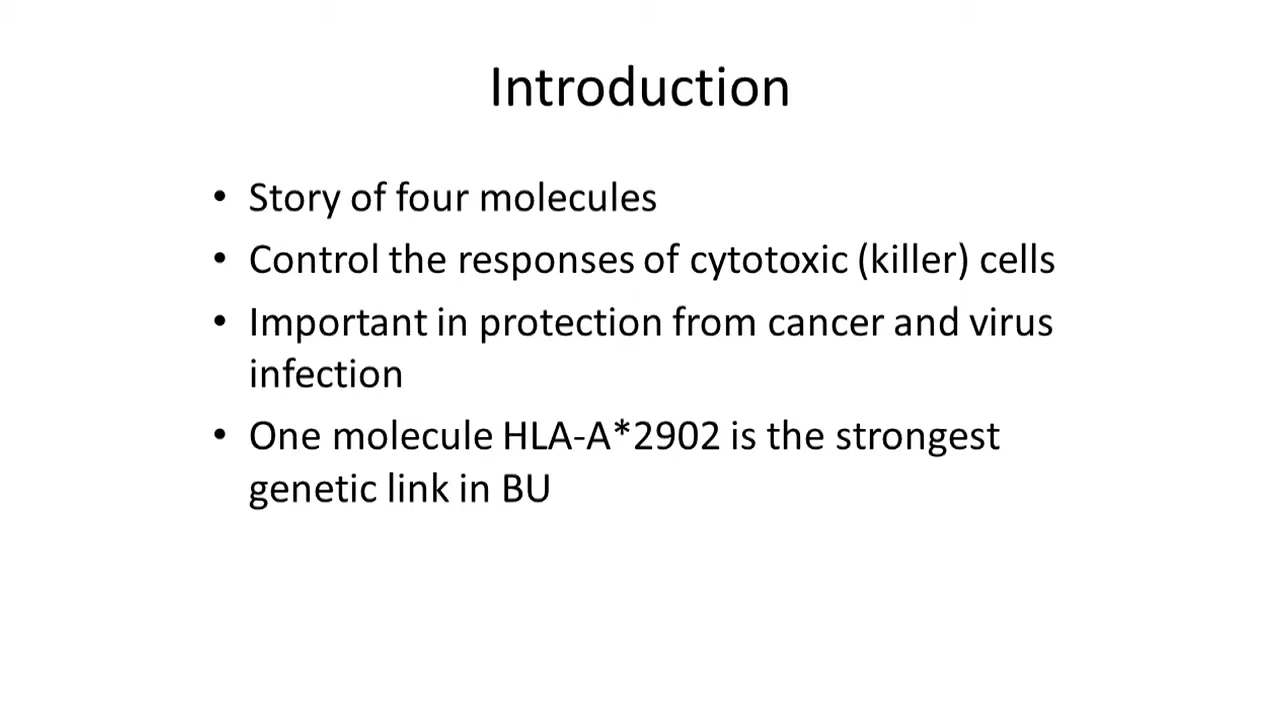 Introduction
• Story of four molecules
• Control the responses of cytotoxic (killer) cells
• Important in protection from cancer and virus
infection
• One molecule HLA-A*2902 is the strongest
genetic link in BU